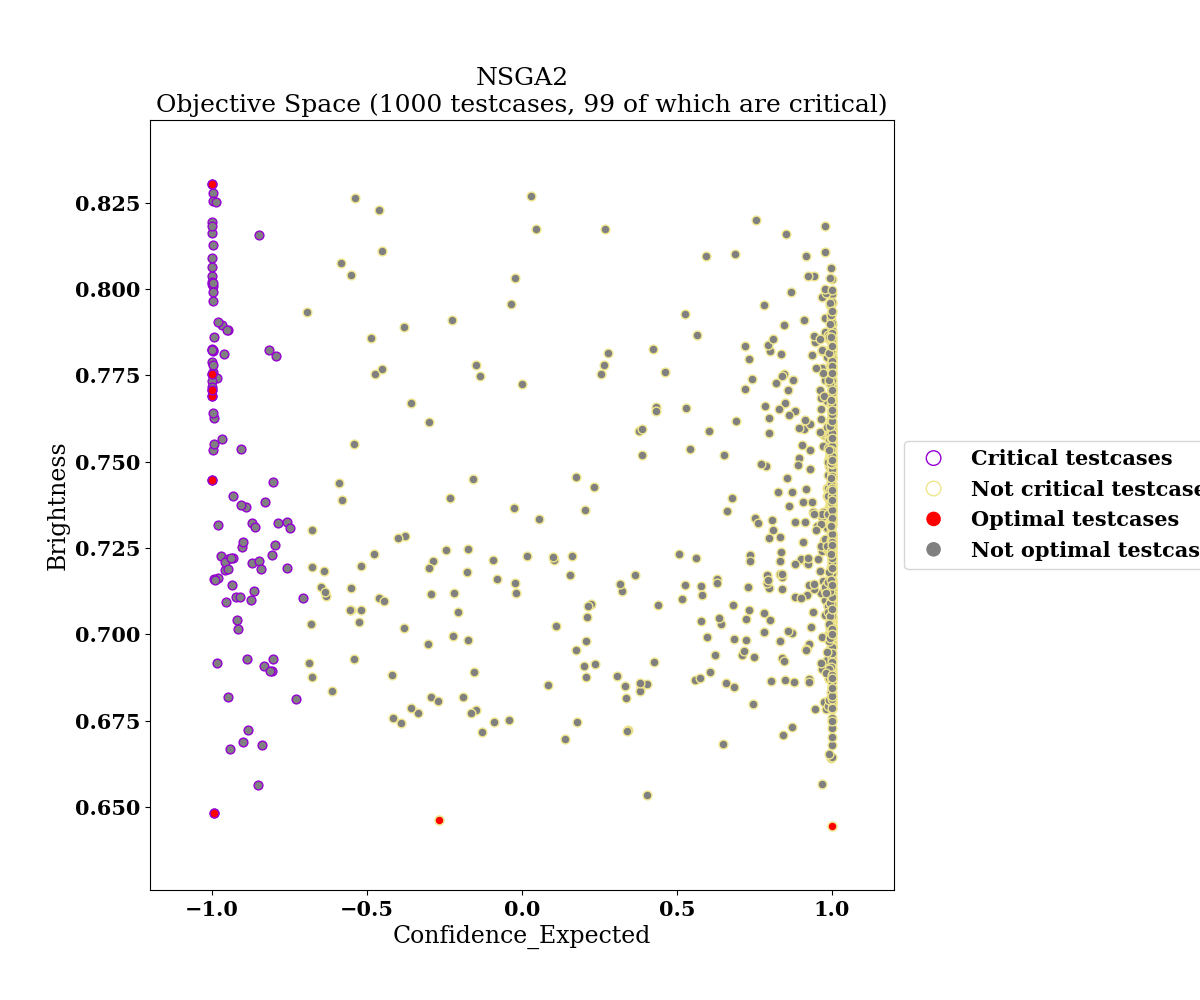 NSGA2
Objective Space (1000 testcases, 99 of which are critical)
0.825
0.800
0.775
0.750
0.725
0.700
0.675
0.650
Brightness
−1.0 −0.5 0.0 0.5 1.0
Confidence_Expected
Critical testcases
Not critical testcase
Optimal testcases
Not optimal testcas